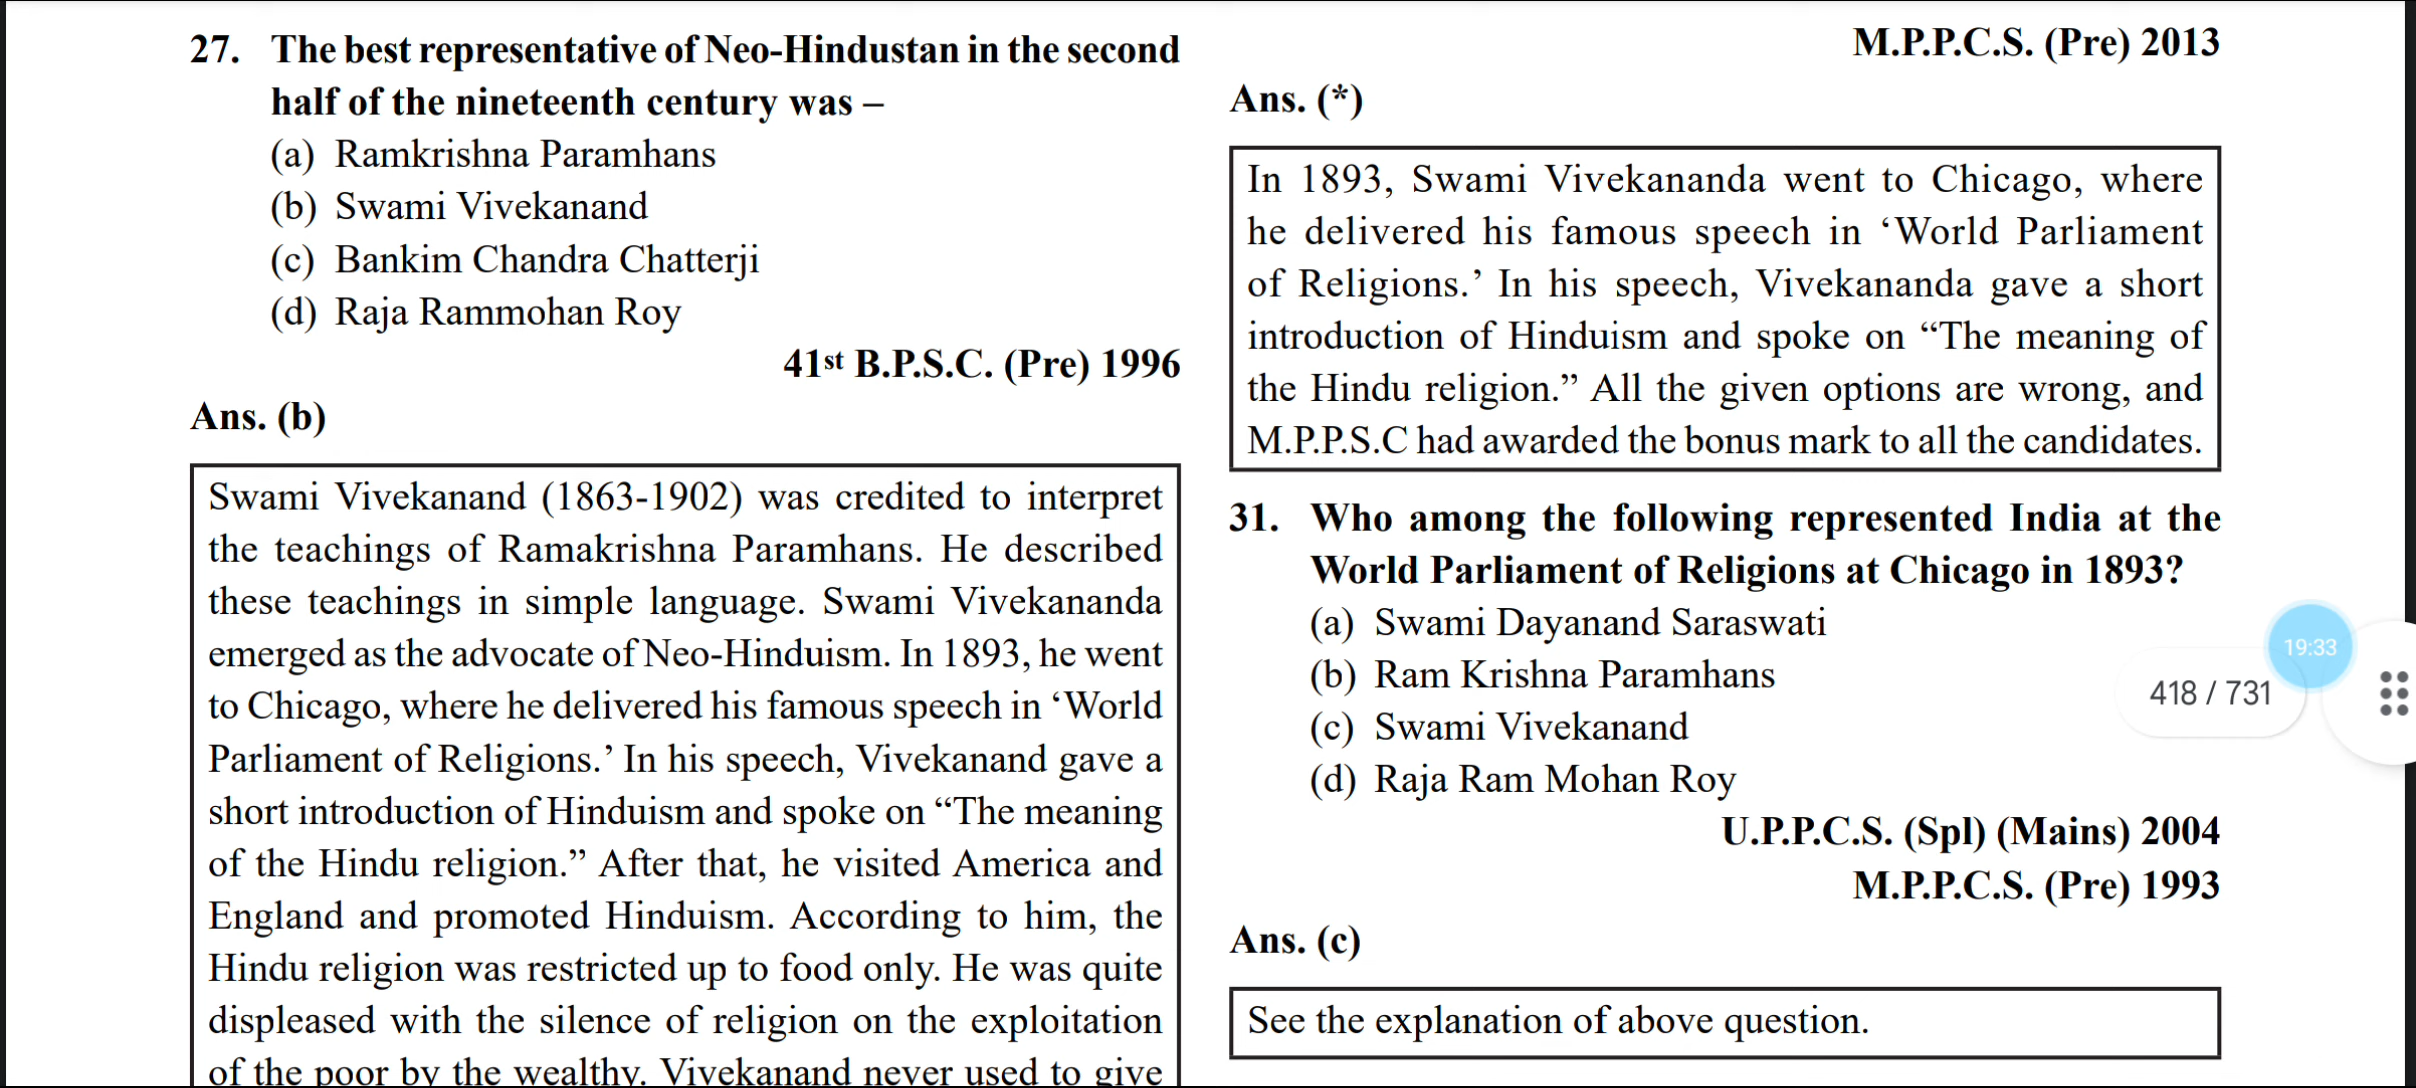 27. The best representative of Neo-Hindustan in the second
half of the nineteenth century was –
(a) Ramkrishna Paramhans
(b) Swami Vivekanand
(c) Bankim Chandra Chatterji
(d) Raja Rammohan Roy
41st B.P.S.C. (Pre) 1996
Ans. (b)
Swami Vivekanand (1863-1902) was credited to interpret
the teachings of Ramakrishna Paramhans. He described
these teachings in simple language. Swami Vivekananda
emerged as the advocate of Neo-Hinduism. In 1893, he went
to Chicago, where he delivered his famous speech in ‘World
Parliament of Religions.’ In his speech, Vivekanand gave a
short introduction of Hinduism and spoke on “The meaning
of the Hindu religion.” After that, he visited America and
England and promoted Hinduism. According to him, the
Hindu religion was restricted up to food only. He was quite
displeased with the silence of religion on the exploitation
of the poor by the wealthy. Vivekanand never used to give
M.P.P.C.S. (Pre) 2013
Ans. (*)
In 1893, Swami Vivekananda went to Chicago, where
he delivered his famous speech in ‘World Parliament
of Religions.’ In his speech, Vivekananda gave a short
introduction of Hinduism and spoke on “The meaning of
the Hindu religion.” All the given options are wrong, and
M.P.P.S.C had awarded the bonus mark to all the candidates.
31. Who among the following represented India at the
World Parliament of Religions at Chicago in 1893?
(a) Swami Dayanand Saraswati
(b) Ram Krishna Paramhans
(c) Swami Vivekanand
(d) Raja Ram Mohan Roy
U.P.P.C.S. (Spl) (Mains) 2004
M.P.P.C.S. (Pre) 1993
Ans. (c)
See the explanation of above question.
19:33
418 / 731